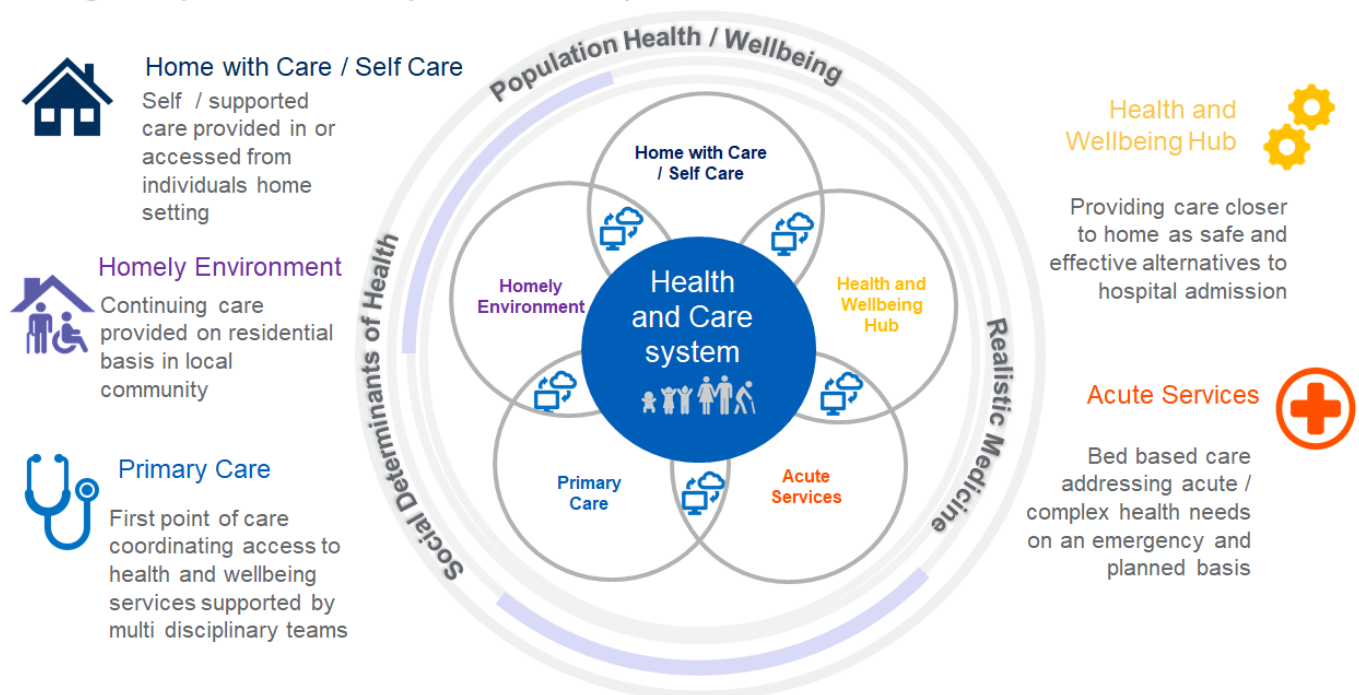 Home with Care / Self Care
Self / supported
care provided in or
accessed from
individuals home
setting
Homely Environment
Continuing care
provided on residential
basis in local
community
Primary Care
First point of care
coordinating access to
health and wellbeing
services supported by
multi disciplinary teams
Population Health / Wellbeing
Social Determinants of Health
Realistic Medicine
Home with Care
/ Self Care
Homely
Environment
Health and
Wellbeing
Hub
Health
and Care
system
Primary
Care
Acute
Services
Health and
Wellbeing Hub
Providing care closer
to home as safe and
effective alternatives to
hospital admission
Acute Services
Bed based care
addressing acute /
complex health needs
on an emergency and
planned basis